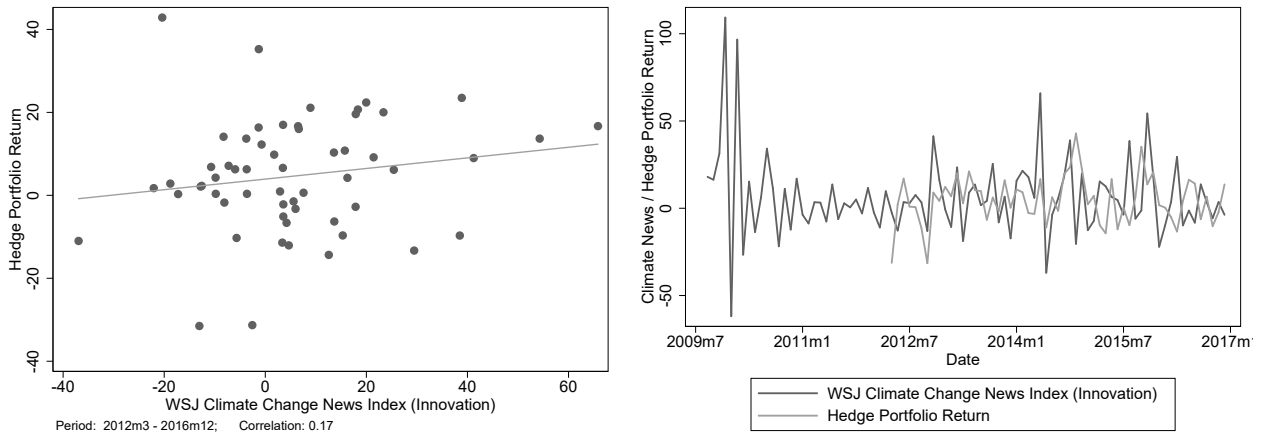 Hedge Portfolio Return
40
20
0
-20
-40
-40
-20
0
20
40
60
WSJ Climate Change News Index (Innovation)
Period: 2012m3 - 2016m12; Correlation: 0.17
Climate News / Hedge Portfolio Return
100
50
0
-50
2009m7
2011m1
2012m7
2014m1
2015m7
Date
WSJ Climate Change News Index (Innovation)
Hedge Portfolio Return